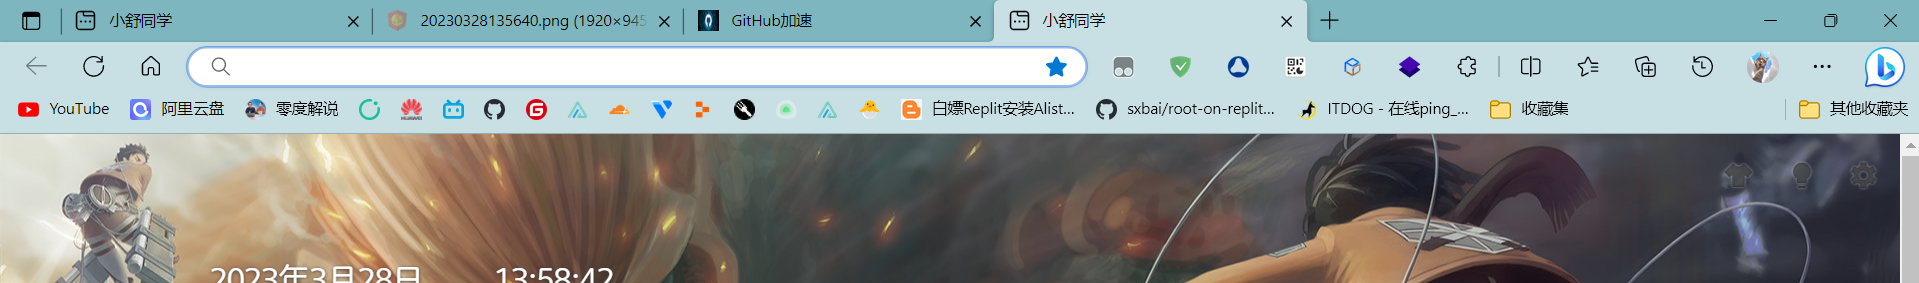 小舒同学 20230328135640.png (1920×945 GitHub加速 小舒同学
YouTube 阿里云盘 零度解说 HUAWEI 白嫖Replit安装Alist... sxbai/root-on-replit... ITDOG - 在线ping_... 收藏集 其他收藏夹
2023年3月28日 13:58:42